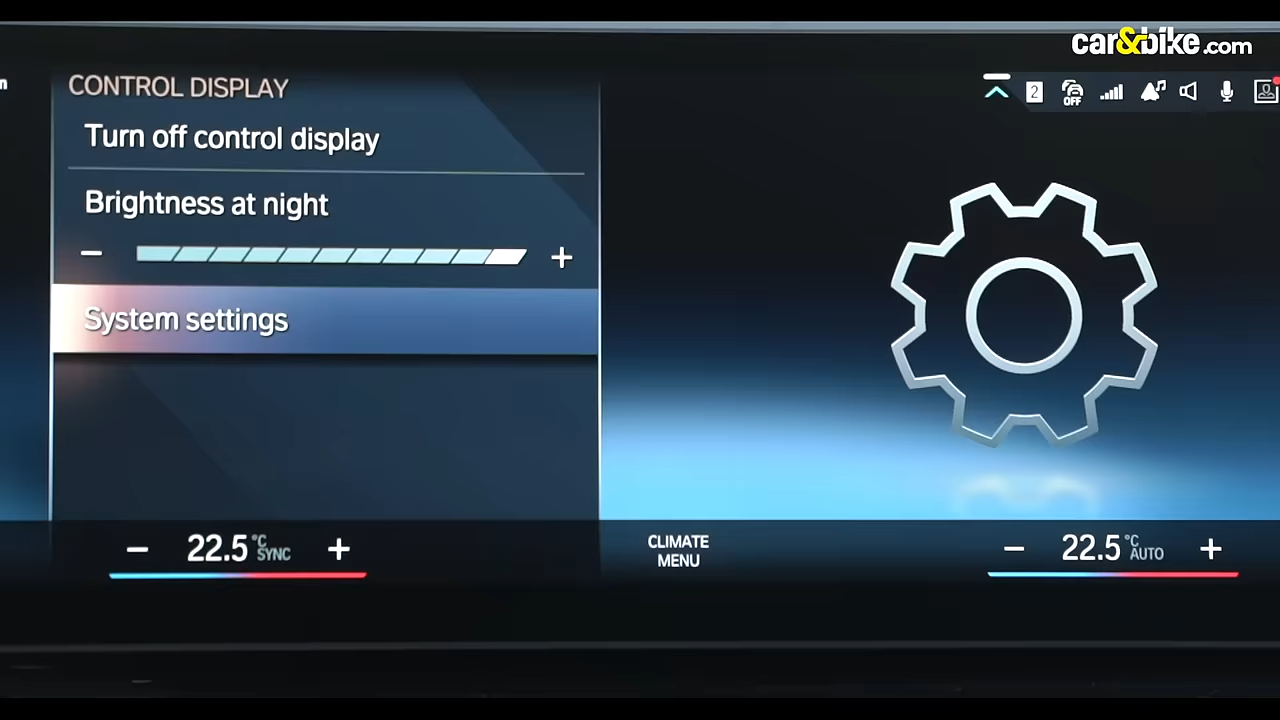 car&bike.com
CONTROL DISPLAY
2
OFF
Turn off control display
Brightness at night
System settings
22.5 °C SYNC
CLIMATE
MENU
22.5 °C AUTO